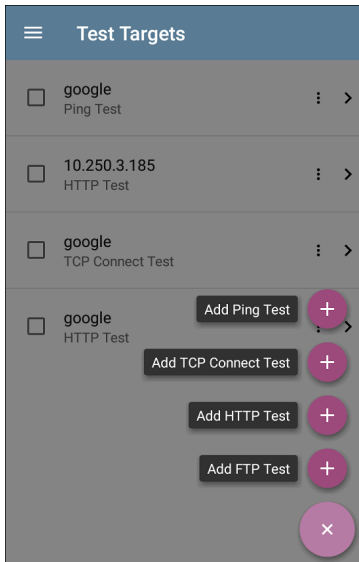 Test Targets
google
Ping Test
10.250.3.185
HTTP Test
google
TCP Connect Test
google
HTTP Test
Add Ping Test
Add TCP Connect Test
Add HTTP Test
Add FTP Test